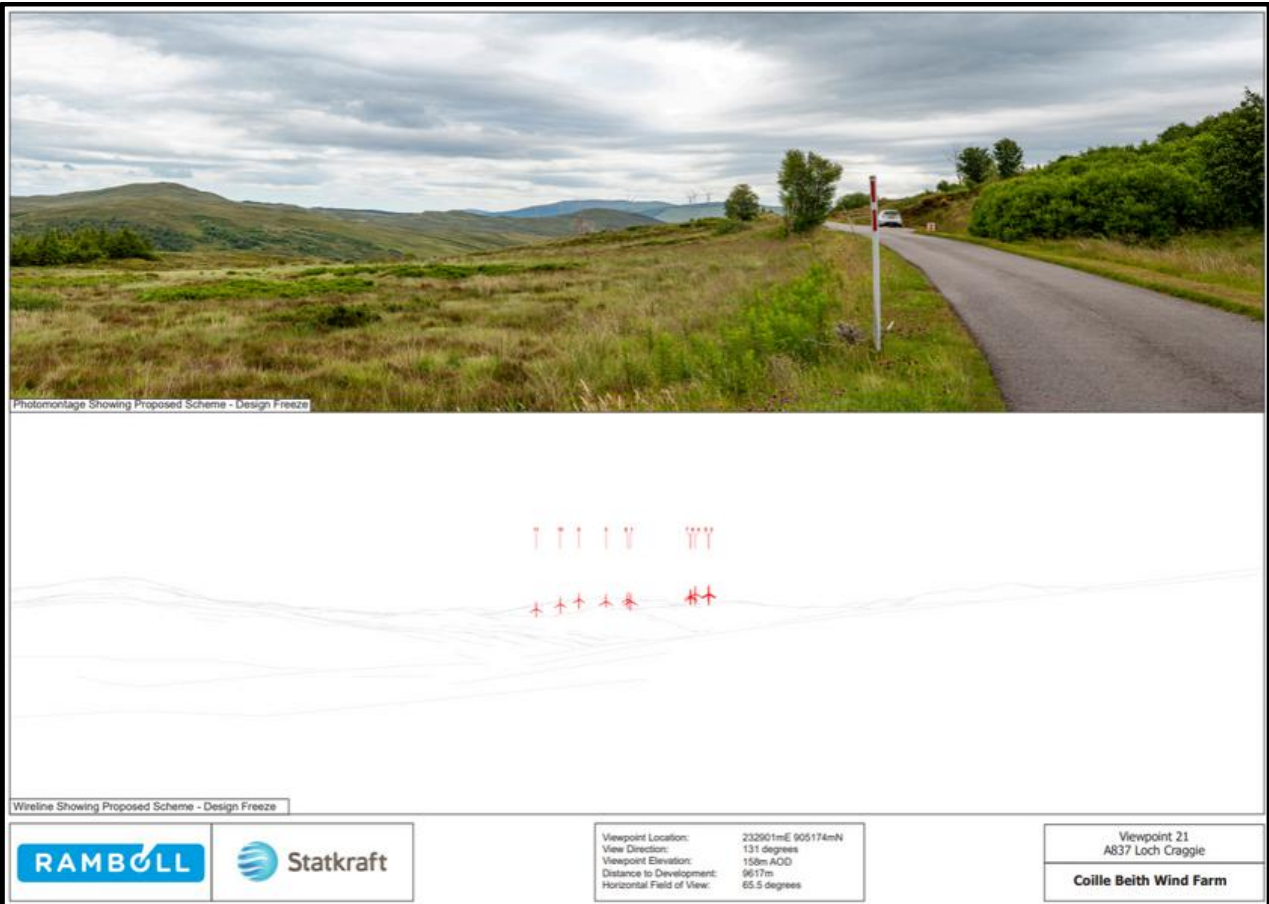 Photomontage Showing Proposed Scheme - Design Freeze
Wireline Showing Proposed Scheme - Design Freeze
RAMBOLL
Statkraft
Viewpoint Location: 232901mE 905174mN
View Direction: 131 degrees
Viewpoint Elevation: 158m AOD
Distance to Development: 9617m
Horizontal Field of View: 65.5 degrees
Viewpoint 21
A837 Loch Craggie
Coille Beith Wind Farm